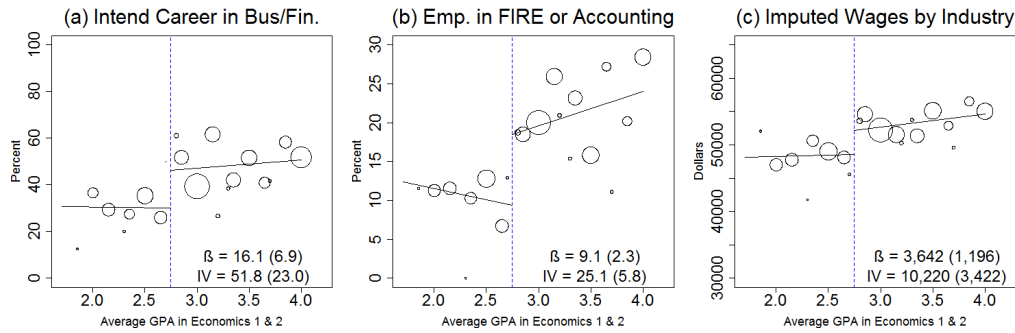 (a) Intend Career in Bus/Fin.
Percent
100
80
60
40
20
0
ß = 16.1 (6.9)
IV = 51.8 (23.0)
2.0 2.5 3.0 3.5 4.0
Average GPA in Economics 1 & 2
(b) Emp. in FIRE or Accounting
Percent
30
25
20
15
10
5
0
ß = 9.1 (2.3)
IV = 25.1 (5.8)
2.0 2.5 3.0 3.5 4.0
Average GPA in Economics 1 & 2
(c) Imputed Wages by Industry
Dollars
60000
50000
40000
30000
ß = 3,642 (1,196)
IV = 10,220 (3,422)
2.0 2.5 3.0 3.5 4.0
Average GPA in Economics 1 & 2